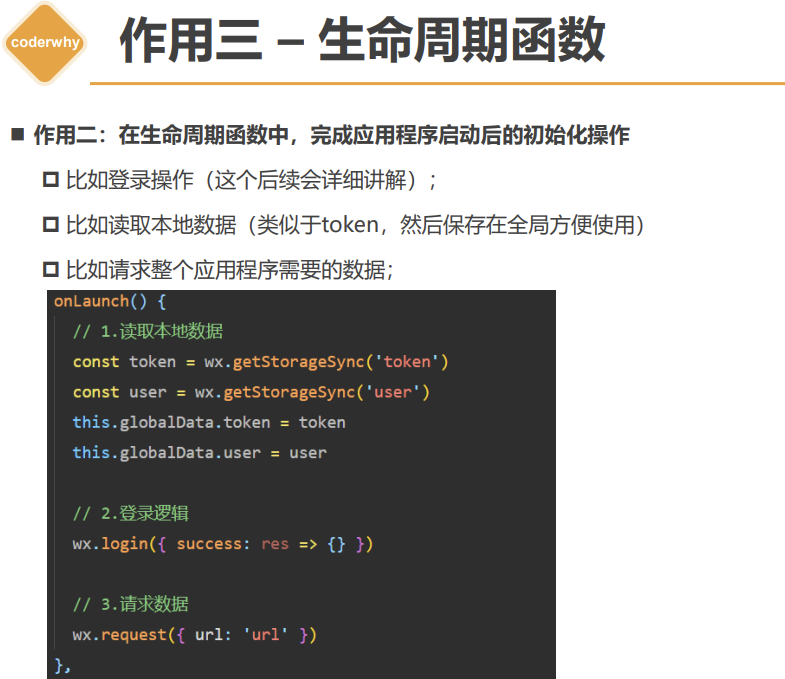 coderwhy
作用三 – 生命周期函数
作用二：在生命周期函数中，完成应用程序启动后的初始化操作
比如登录操作（这个后续会详细讲解）;
比如读取本地数据（类似于token，然后保存在全局方便使用）
比如请求整个应用程序需要的数据;
onLaunch() {
// 1.读取本地数据
const token = wx.getStorageSync('token')
const user = wx.getStorageSync('user')
this.globalData.token = token
this.globalData.user = user
// 2.登录逻辑
wx.login({ success: res => {} })
// 3.请求数据
wx.request({ url: 'url' })
},